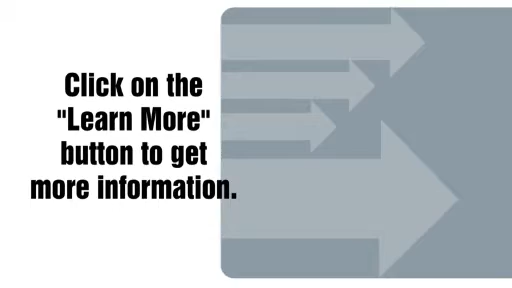 Click on the
"Learn More"
button to get
more information.